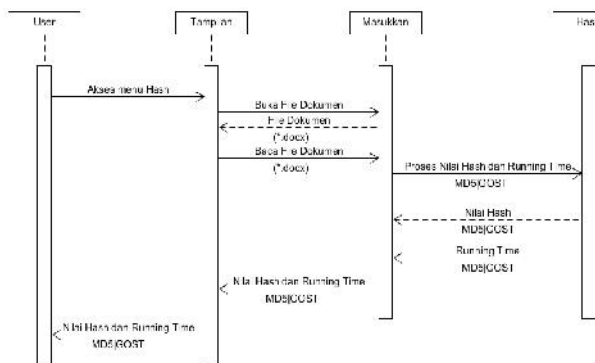 User
Tampilan
Masukkan
Has
Akses menu Hash
Buka File Dokumen
File Dokumen
(*.docx)
Baca File Dokumen
(*.docx)
Proses Nilai Hash dan Running Time
MD5|GOST
Nilai Hash
MD5|GOST
Running Time
MD5|GOST
Nilai Hash dan Running Time
MD5|GOST
Nilai Hash dan Running Time
MD5|GOST